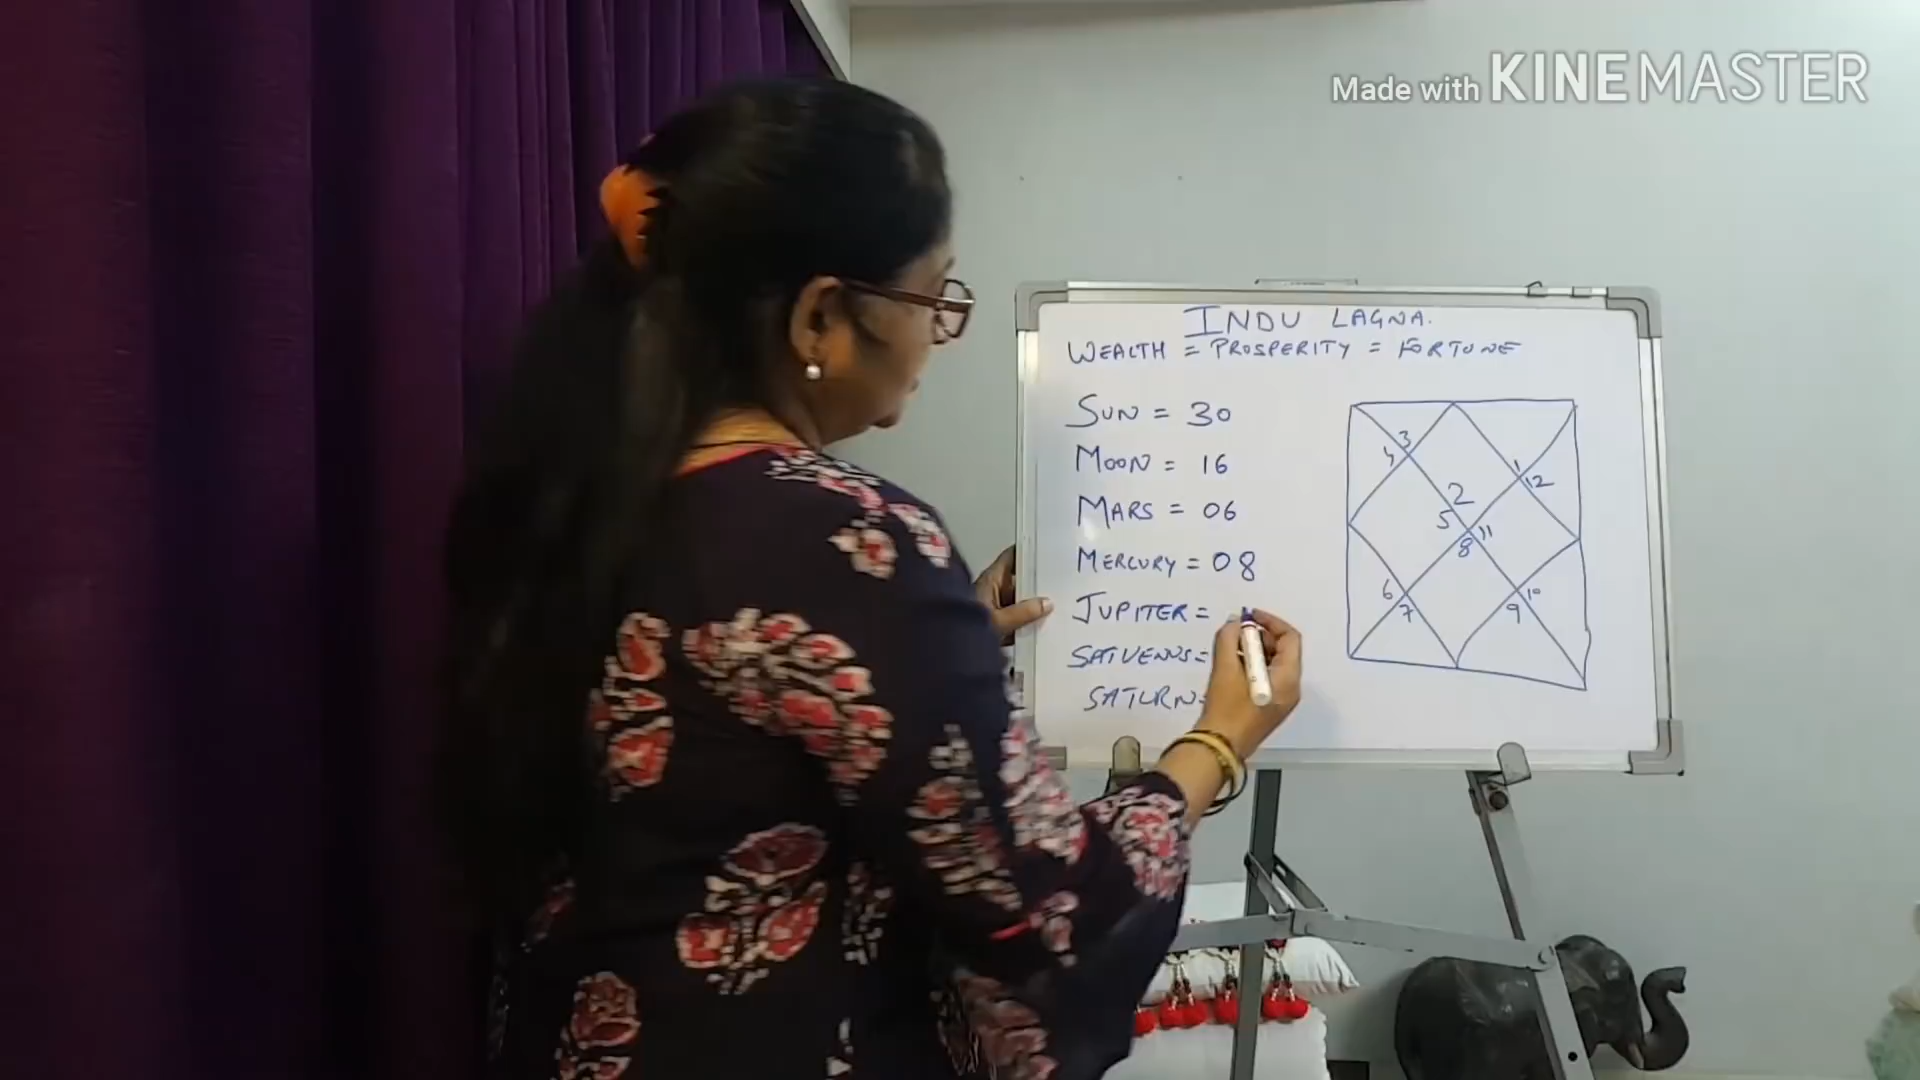 Made with KINEMASTER
INDU LAGNA.
WEALTH = PROSPERITY = FORTUNE
SUN = 30
MOON = 16
MARS = 06
MERCURY = 08
JUPITER =
SATVENUS =
SATURN =
3
4
1
12
2
5
11
8
6
7
10
9